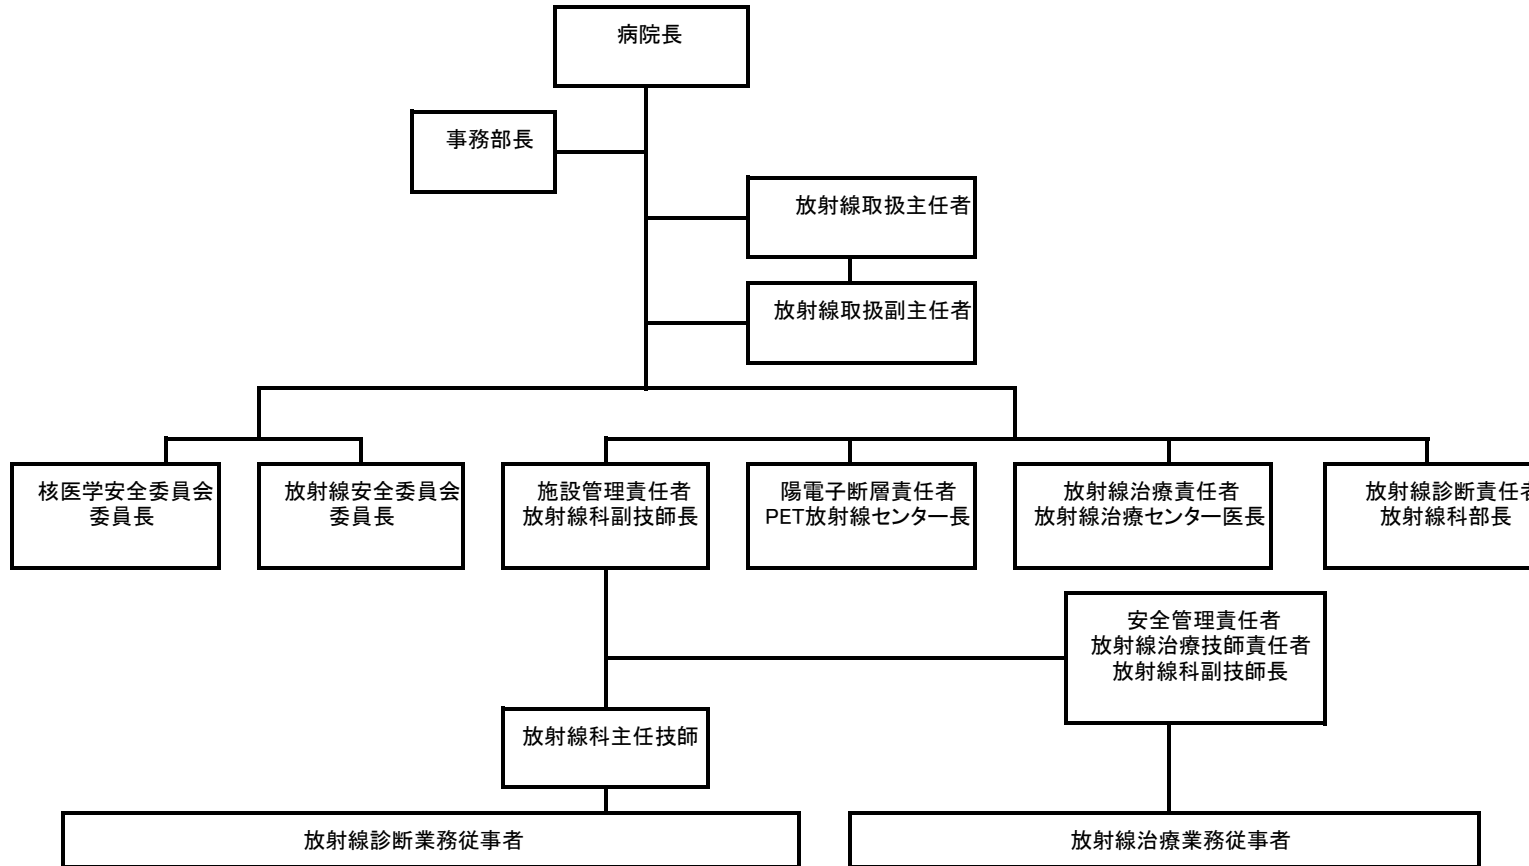 病院長
事務部長
放射線取扱主任者
放射線取扱副主任者
核医学安全委員会
委員長
放射線安全委員会
委員長
施設管理責任者
放射線科副技師長
陽電子断層責任者
PET放射線センター長
放射線治療責任者
放射線治療センター医長
放射線診断責任者
放射線科部長
安全管理責任者
放射線治療技師責任者
放射線科副技師長
放射線科主任技師
放射線診断業務従事者
放射線治療業務従事者